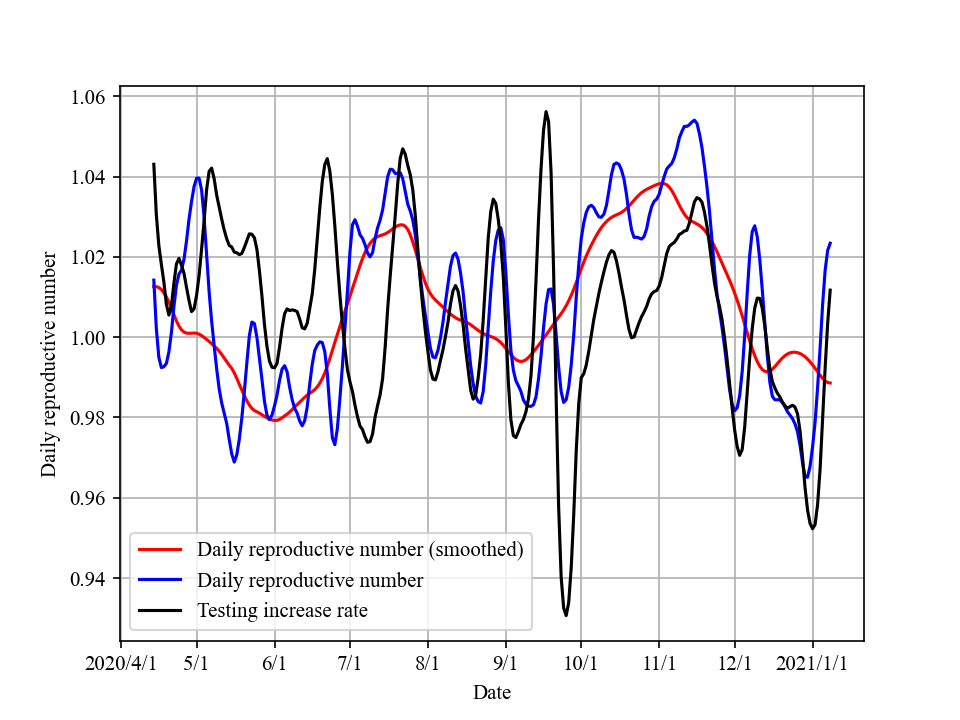 1.06
1.04
1.02
1.00
0.98
0.96
0.94
Daily reproductive number
Daily reproductive number (smoothed)
Daily reproductive number
Testing increase rate
2020/4/1 5/1 6/1 7/1 8/1 9/1 10/1 11/1 12/1 2021/1/1
Date